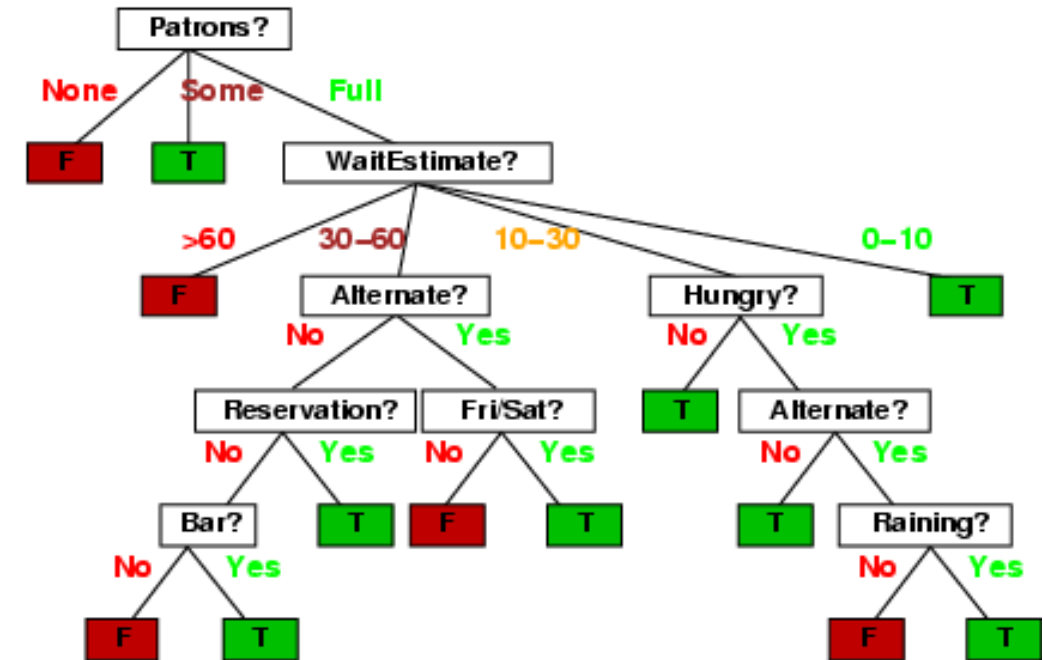 Patrons?
None Some Full
F T WaitEstimate?
>60 30–60 10–30 0–10
F Alternate? Hungry? T
No Yes No Yes
Reservation? Fri/Sat? T Alternate?
No Yes No Yes No Yes
Bar? T F T T Raining?
No Yes No Yes
F T F T